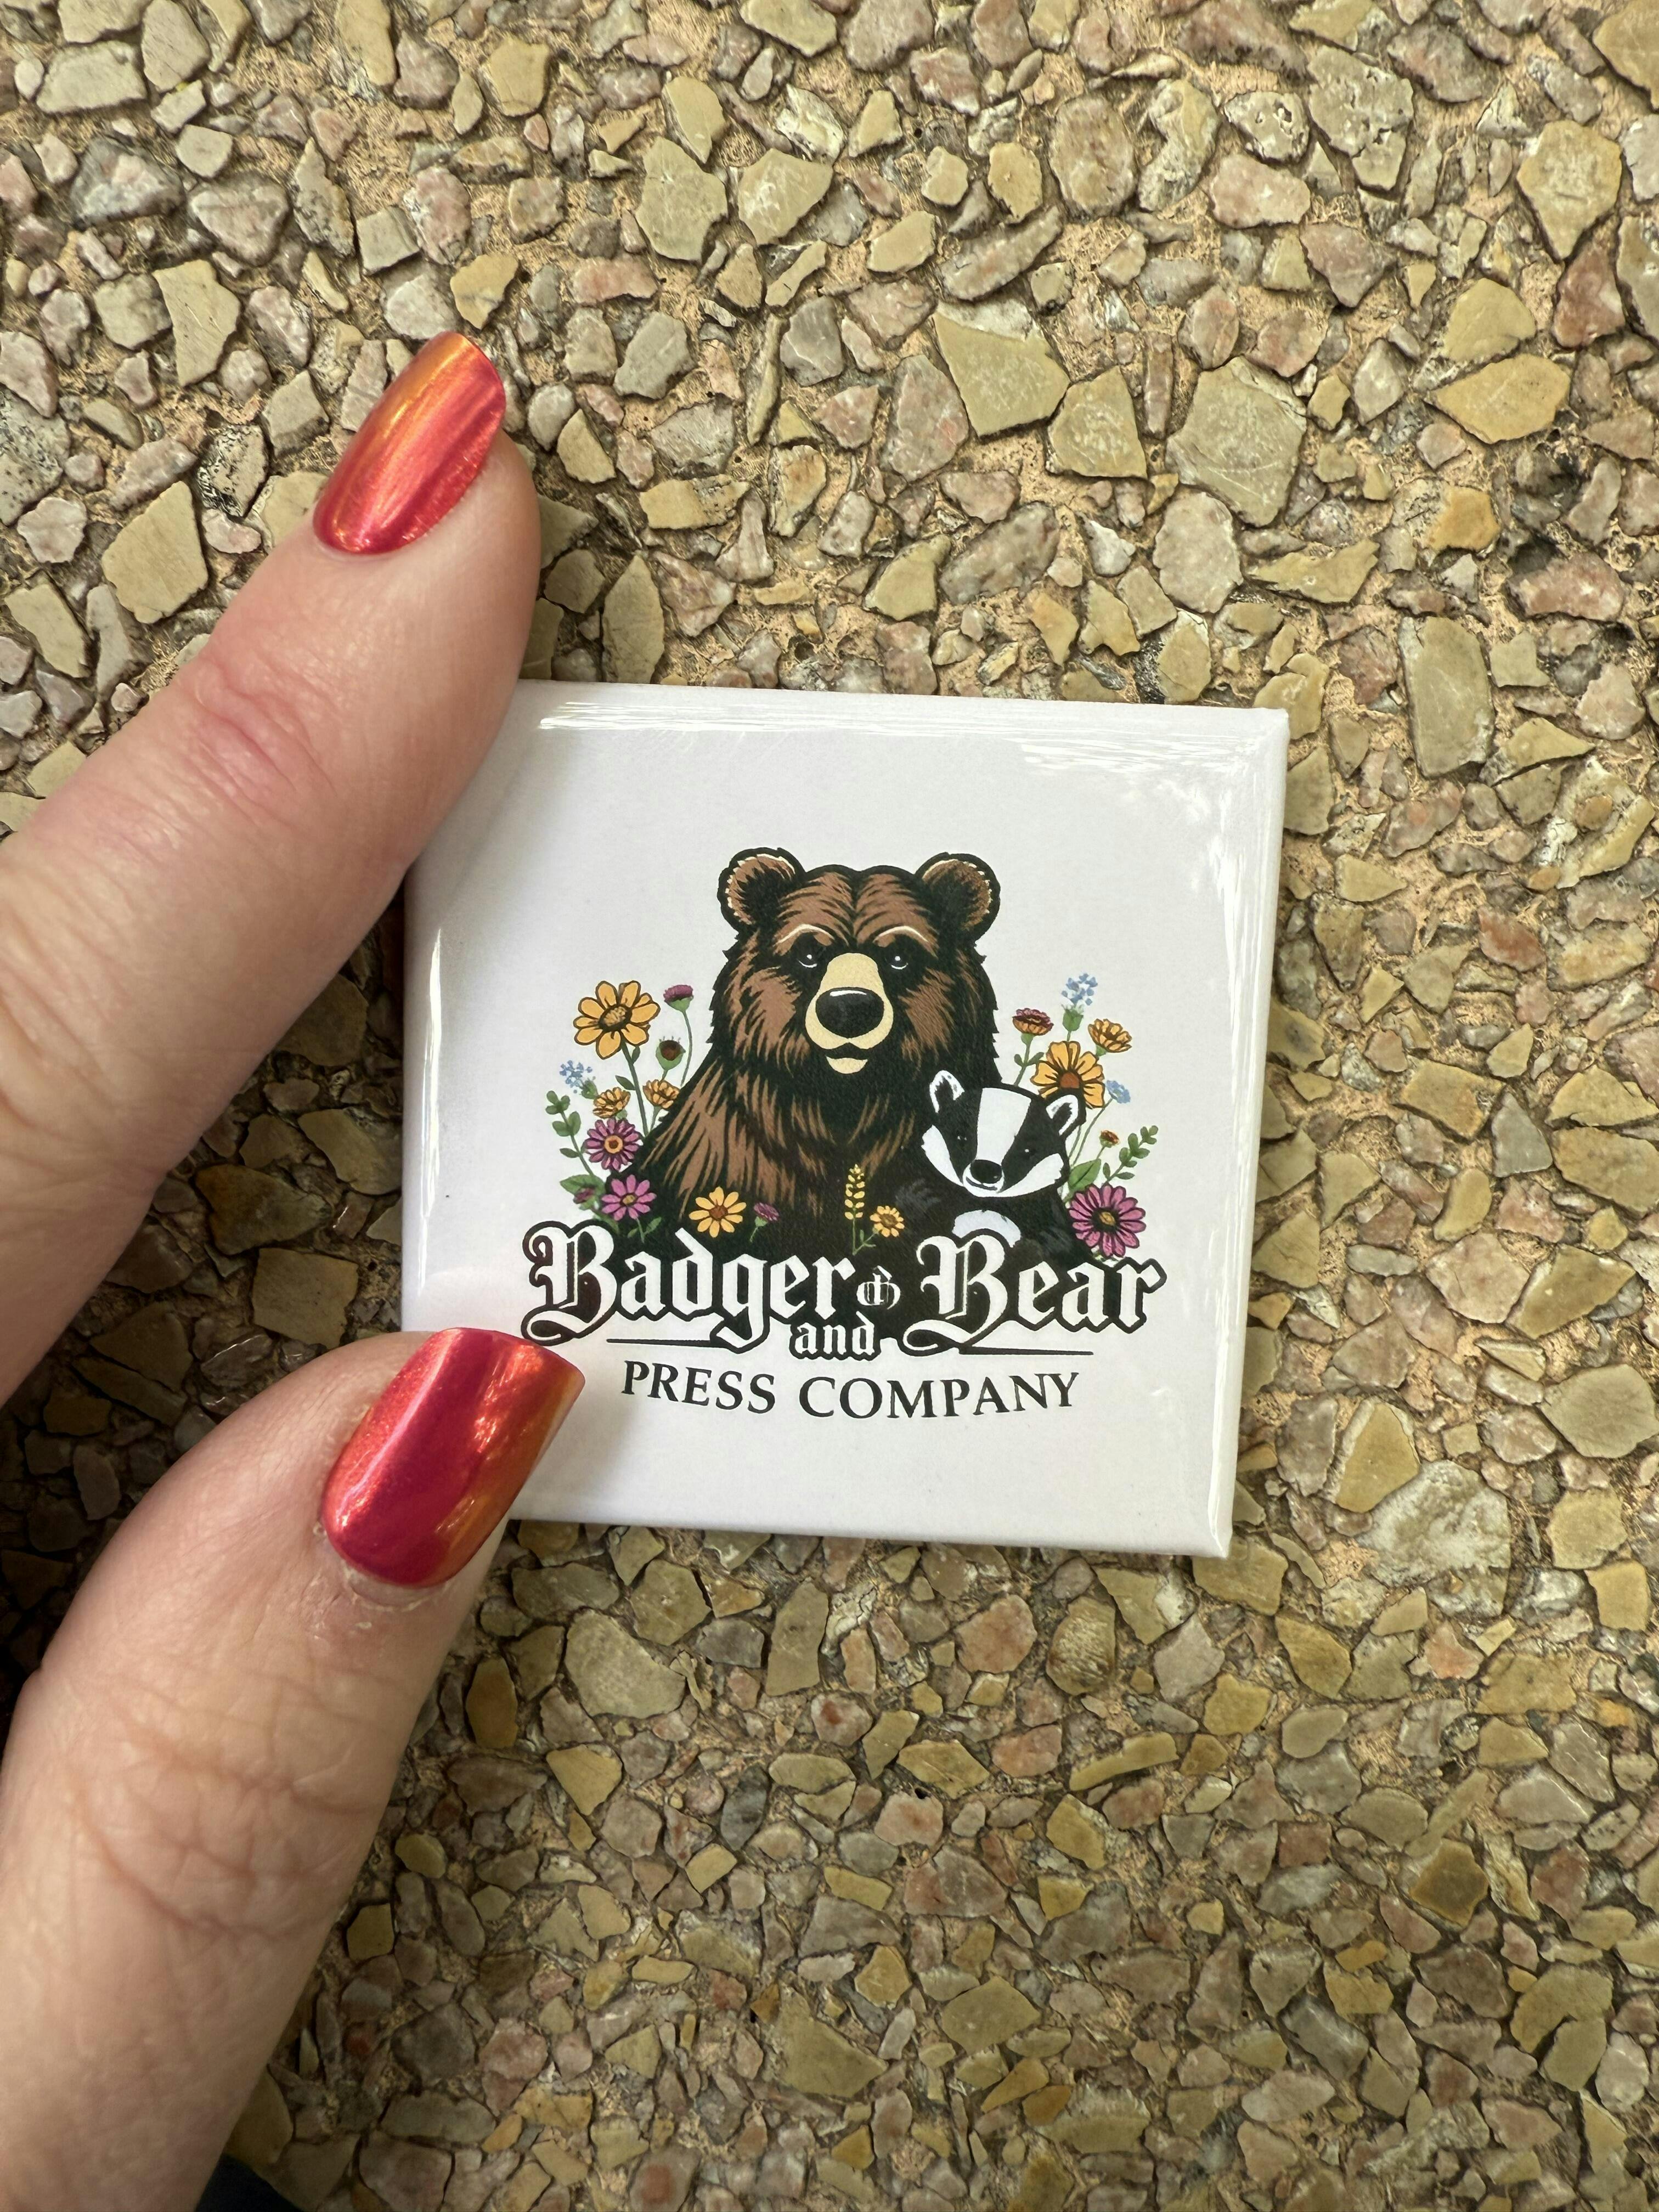 Badger and Bear
PRESS COMPANY